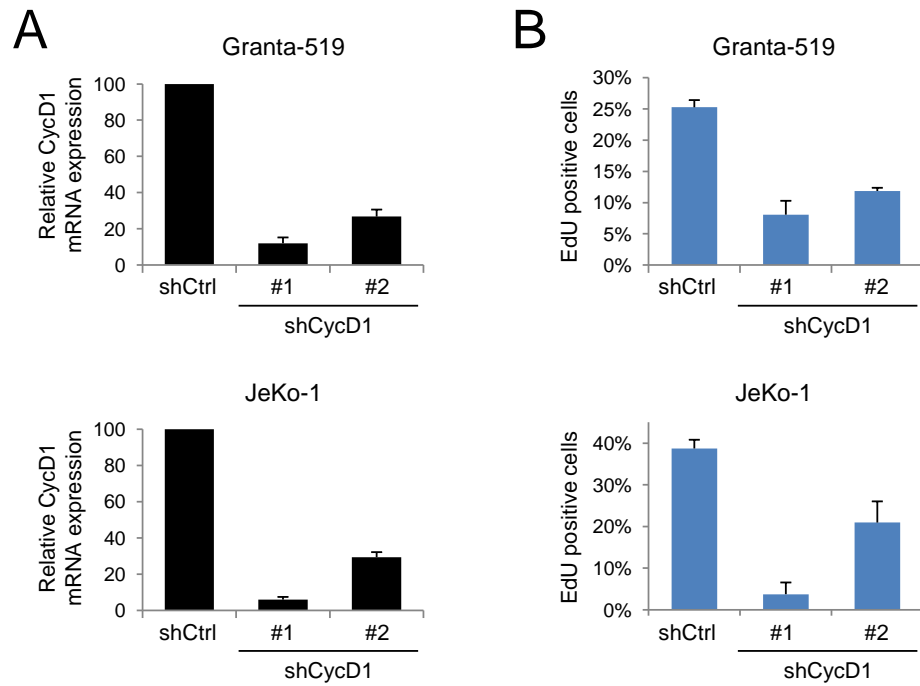 A
Granta-519
Relative CycD1
mRNA expression
100
80
60
40
20
0
shCtrl #1 #2
shCycD1
JeKo-1
Relative CycD1
mRNA expression
100
80
60
40
20
0
shCtrl #1 #2
shCycD1
B
Granta-519
EdU positive cells
30%
25%
20%
15%
10%
5%
0%
shCtrl #1 #2
shCycD1
JeKo-1
EdU positive cells
40%
30%
20%
10%
0%
shCtrl #1 #2
shCycD1